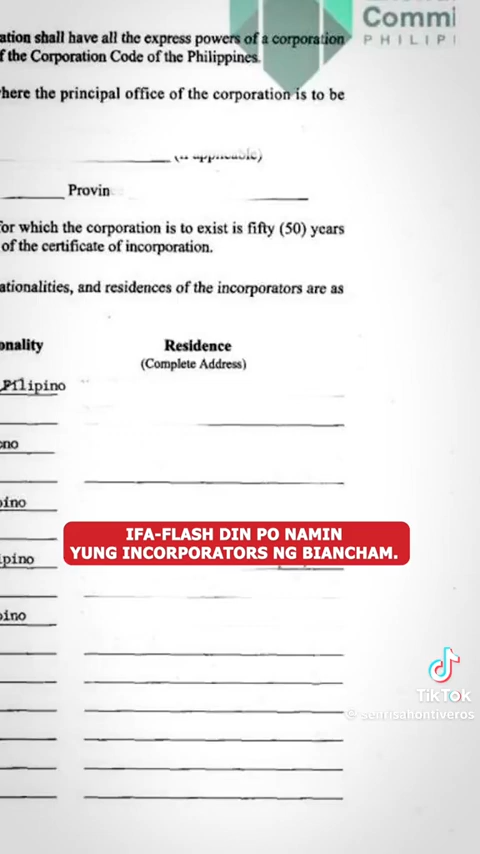 Commi
PHILIPI
ation shall have all the express powers of a corporation
f the Corporation Code of the Philippines.
here the principal office of the corporation is to be
(if applicable)
Provin
for which the corporation is to exist is fifty (50) years
of the certificate of incorporation.
ationalities, and residences of the incorporators are as
onality Residence
(Complete Address)
Pilipino
ono
pino
IFA-FLASH DIN PO NAMIN
YUNG INCORPORATORS NG BIANCHAM.
ipino
pino
TikTok
@senrisahontiveros